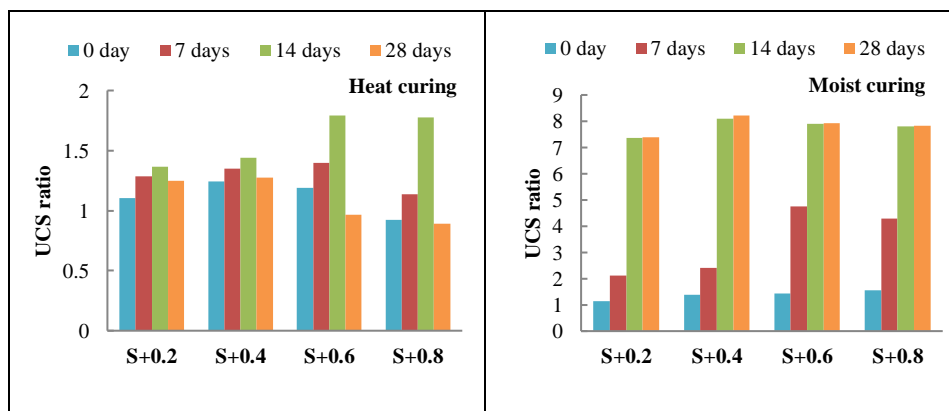 0 day 7 days 14 days 28 days
Heat curing
2
1.5
1
0.5
0
UCS ratio
S+0.2 S+0.4 S+0.6 S+0.8
0 day 7 days 14 days 28 days
Moist curing
9
8
7
6
5
4
3
2
1
0
UCS ratio
S+0.2 S+0.4 S+0.6 S+0.8